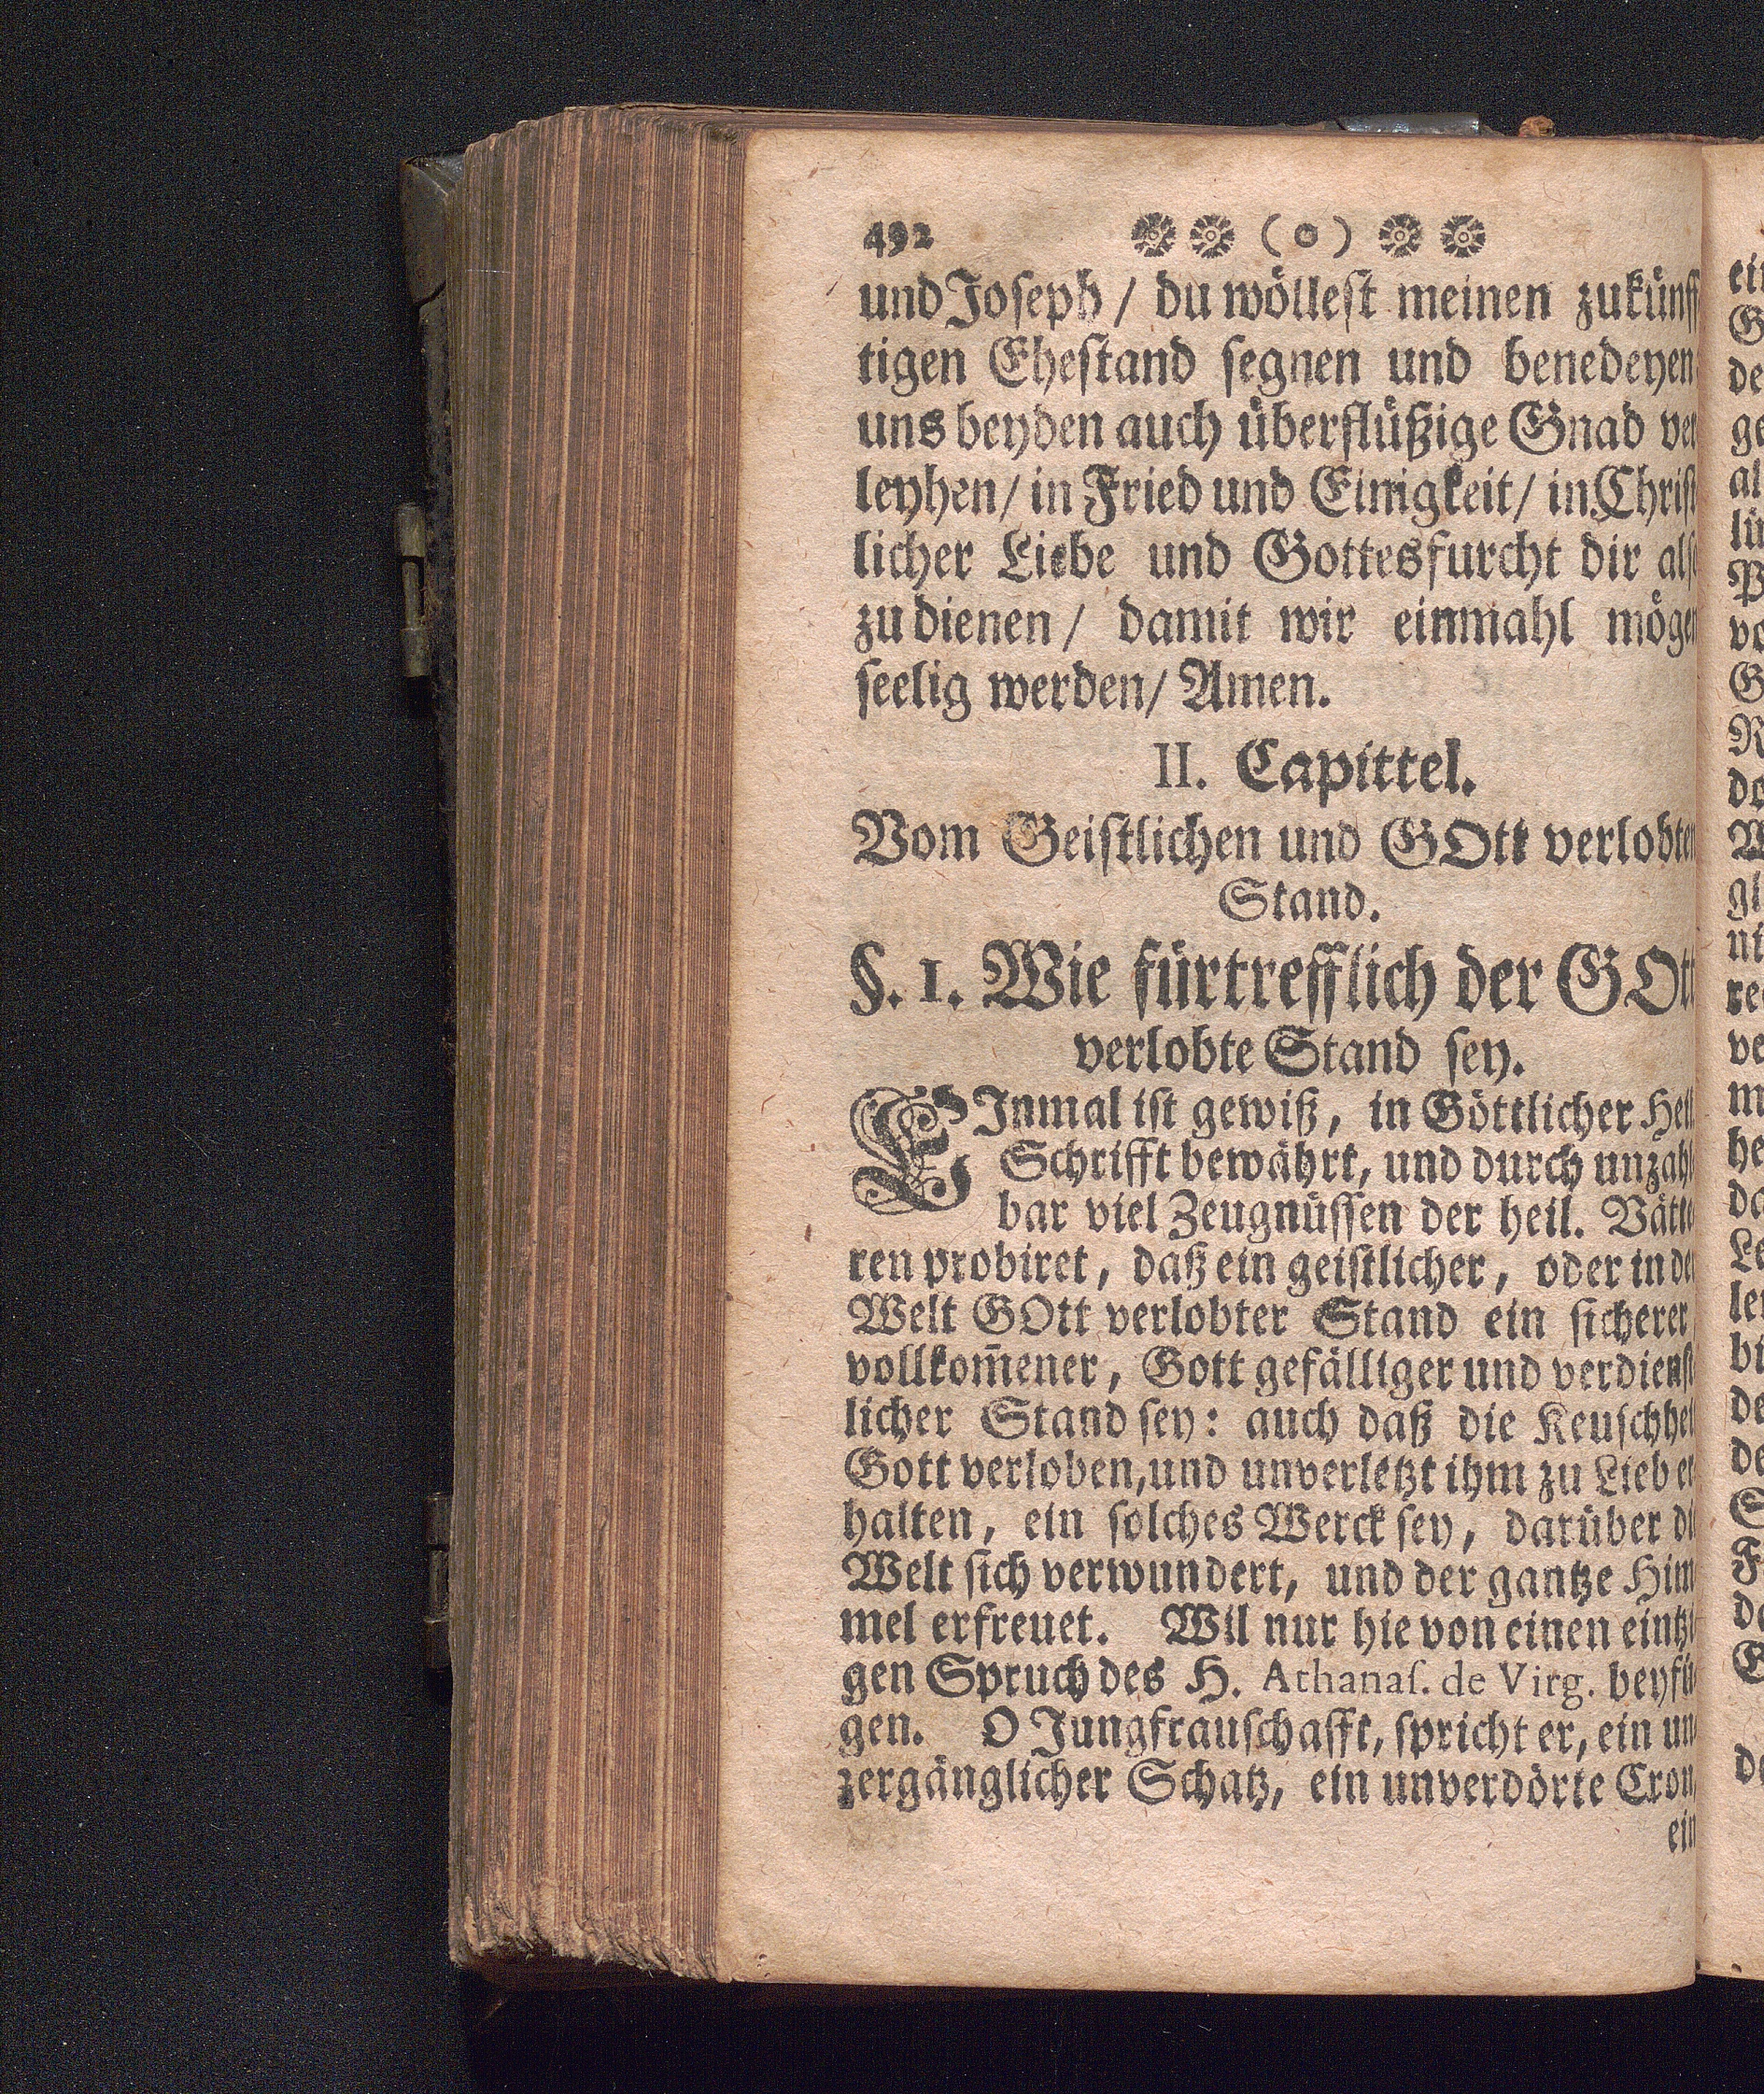 492 (o)
und Joseph / du wöllest meinen zukünff
tigen Ehestand segnen und benedeyen
uns beyden auch überflüßige Gnad ver
leyhen / in Fried und Einigkeit / in Christ
licher Liebe und Gottesfurcht dir also
zu dienen / damit wir einmahl mögen
seelig werden / Amen.
II. Capittel.
Vom Geistlichen und GOtt verlobten
Stand.
§. 1. Wie fürtrefflich der GOtt
verlobte Stand sey.
EInmal ist gewiß, in Göttlicher Heil.
Schrifft bewährt, und durch unzahl
bar viel Zeugnüssen der heil. Vätte
ren probiret, daß ein geistlicher, oder in der
Welt GOtt verlobter Stand ein sicherer,
vollkom̄ener, Gott gefälliger und verdienst
licher Stand sey: auch daß die Keuschheit
Gott verloben, und unverletzt ihm zu Lieb er
halten, ein solches Werck sey, darüber die
Welt sich verwundert, und der gantze Him
mel erfreuet. Wil nur hie von einen eintzi
gen Spruch des H. Athanas. de Virg. beyfü
gen. O Jungfrauschafft, spricht er, ein un
zergänglicher Schatz, ein unverdörte Cron,
ein